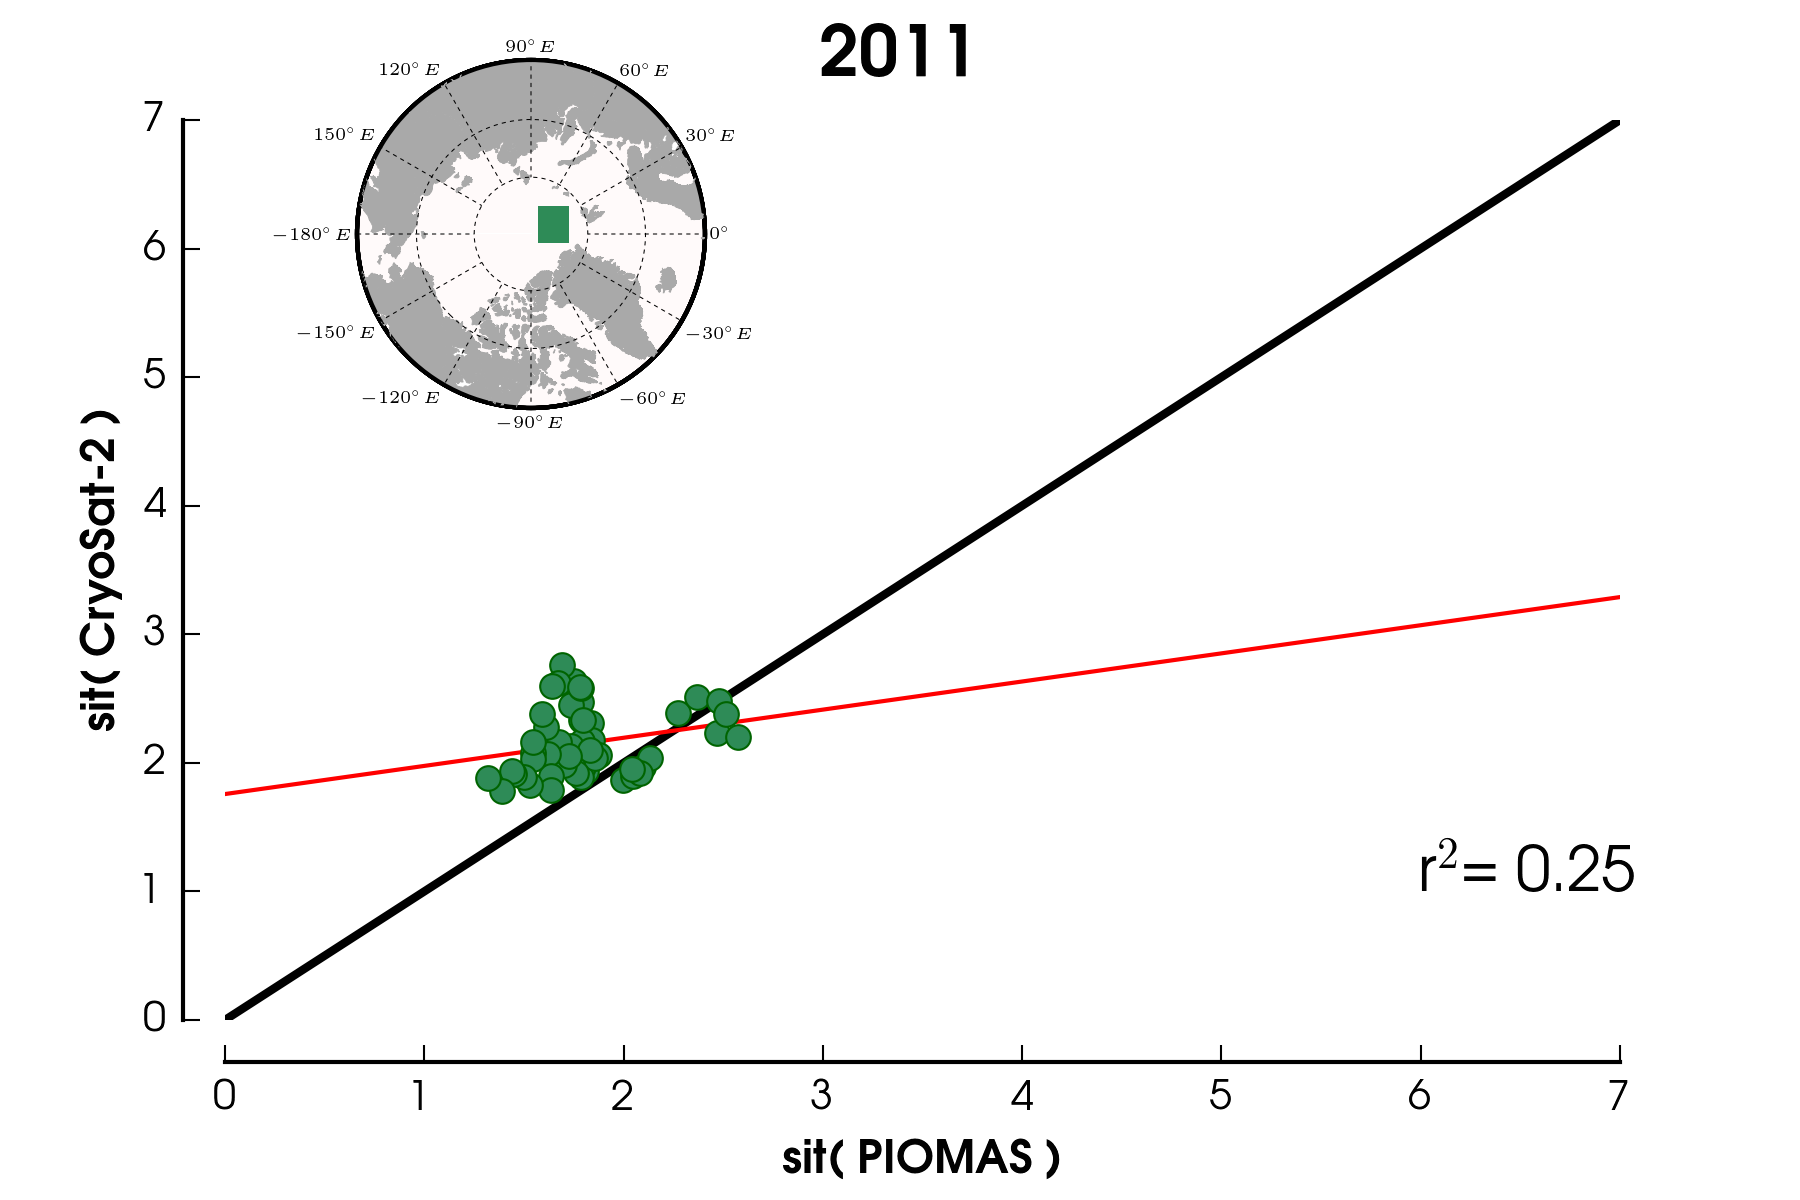 2011
90° E
120° E
60° E
150° E
30° E
−180° E
0°
−150° E
−30° E
−120° E
−60° E
−90° E
7
6
5
4
3
2
1
0
sit( CryoSat-2 )
r²= 0.25
0 1 2 3 4 5 6 7
sit( PIOMAS )